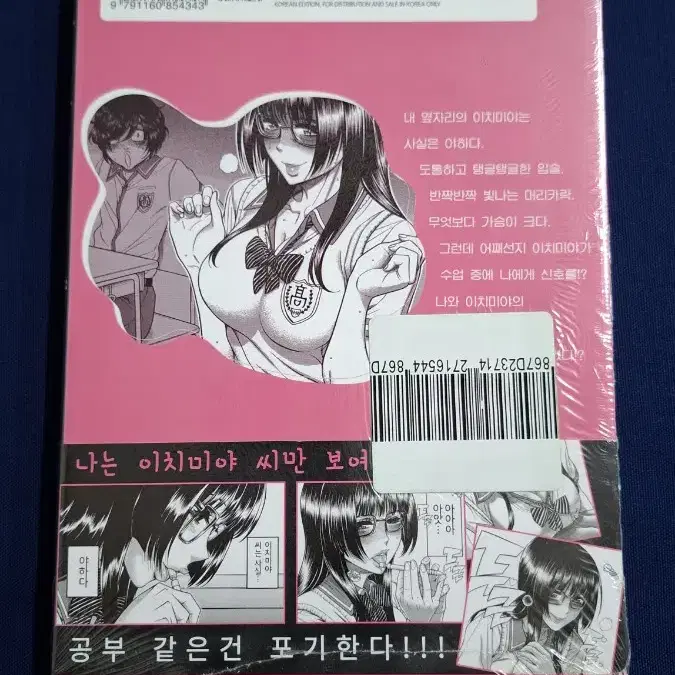 9 791160 854343
KOREAN EDITION, FOR DISTRIBUTION AND SALE IN KOREA ONLY
내 옆자리의 이치미야는
사실은 야하다.
도톰하고 탱글탱글한 입술.
반짝반짝 빛나는 머리카락.
무엇보다 가슴이 크다.
그런데 어째선지 이치미야가
수업 중에 나에게 신호를!?
나와 이치미야의
!?
高
867D23714 2716544 867D
나는 이치미야 씨만 보여
이치미야
씨는 사실…
야하다
아야아
아앗…
공부 같은건 포기한다!!!